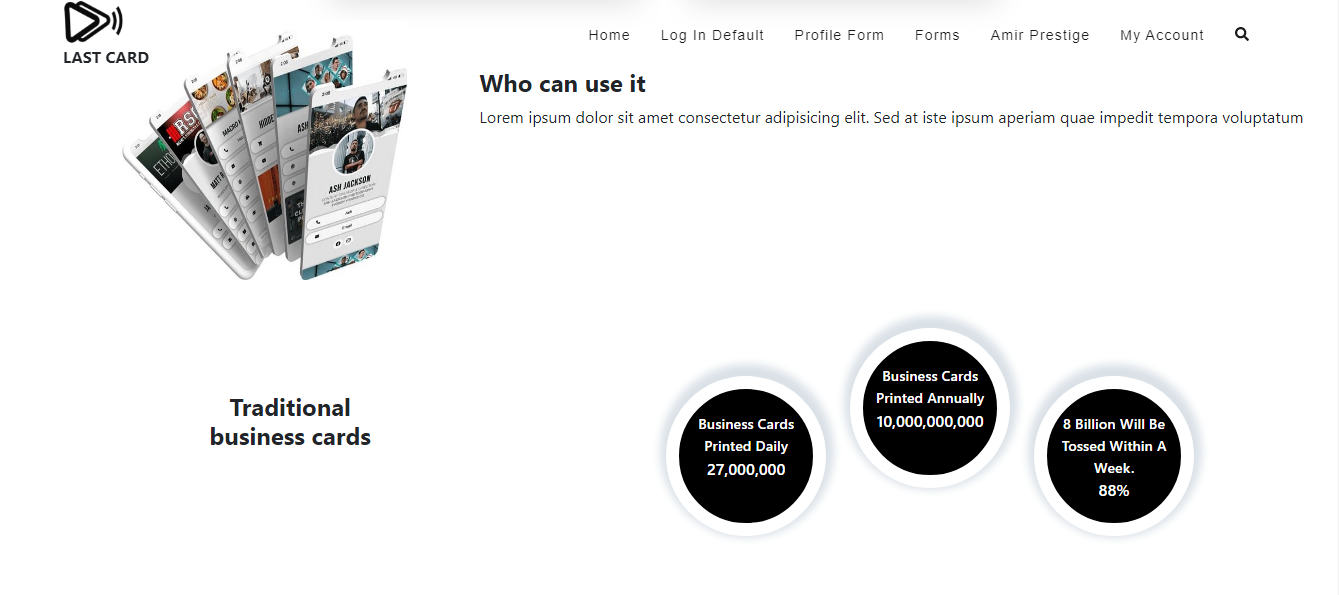 LAST CARD
Home Log In Default Profile Form Forms Amir Prestige My Account
Who can use it
Lorem ipsum dolor sit amet consectetur adipisicing elit. Sed at iste ipsum aperiam quae impedit tempora voluptatum
ASH JACKSON
Ash
Email
Traditional
business cards
Business Cards
Printed Daily
27,000,000
Business Cards
Printed Annually
10,000,000,000
8 Billion Will Be
Tossed Within A
Week.
88%